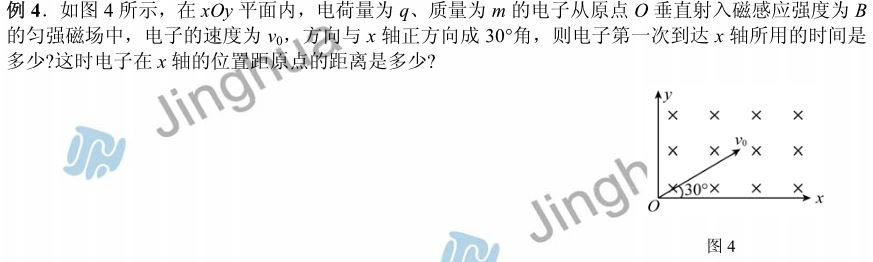 例 4．如图 4 所示，在 xOy 平面内，电荷量为 q、质量为 m 的电子从原点 O 垂直射入磁感应强度为 B
的匀强磁场中，电子的速度为 v₀，方向与 x 轴正方向成 30°角，则电子第一次到达 x 轴所用的时间是
多少?这时电子在 x 轴的位置距原点的距离是多少?
Jinghua
Jingh
y
× × × ×
v₀
× × × ×
× 30° × × ×
O
x
图 4